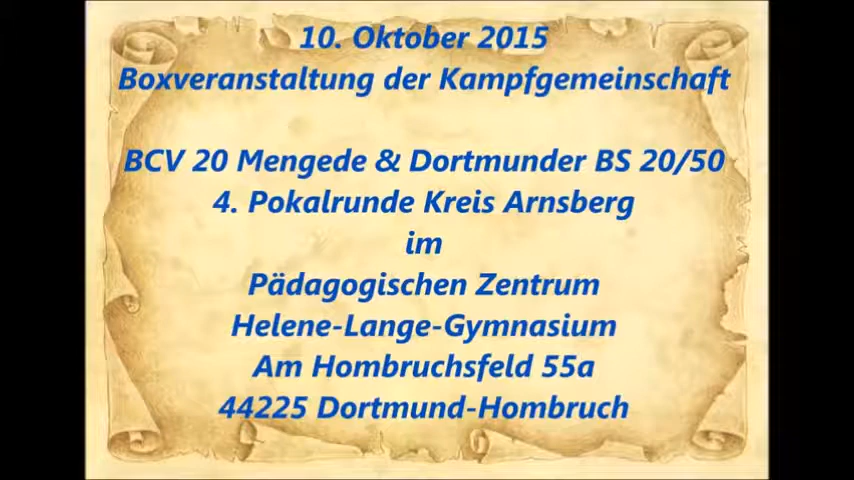 10. Oktober 2015
Boxveranstaltung der Kampfgemeinschaft
BCV 20 Mengede & Dortmunder BS 20/50
4. Pokalrunde Kreis Arnsberg
im
Pädagogischen Zentrum
Helene-Lange-Gymnasium
Am Hombruchsfeld 55a
44225 Dortmund-Hombruch